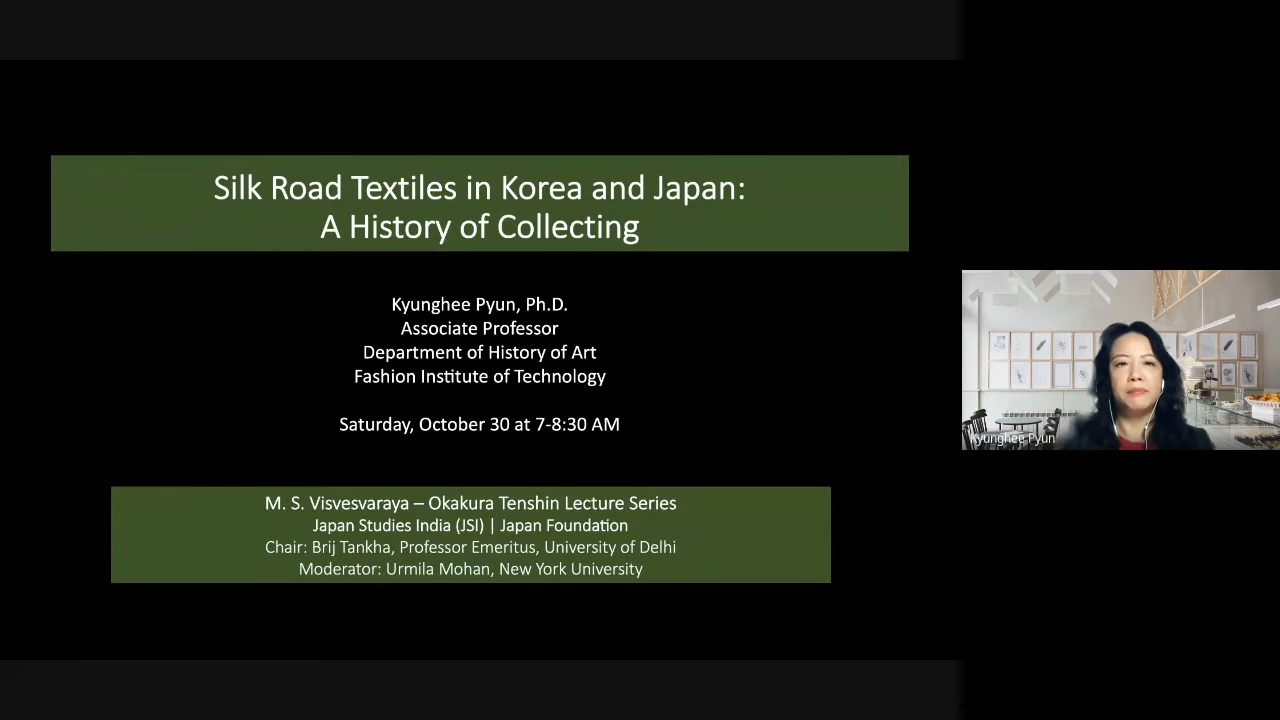 Silk Road Textiles in Korea and Japan:
A History of Collecting
Kyunghee Pyun, Ph.D.
Associate Professor
Department of History of Art
Fashion Institute of Technology
Saturday, October 30 at 7-8:30 AM
M. S. Visvesvaraya – Okakura Tenshin Lecture Series
Japan Studies India (JSI) | Japan Foundation
Chair: Brij Tankha, Professor Emeritus, University of Delhi
Moderator: Urmila Mohan, New York University
Kyunghee Pyun